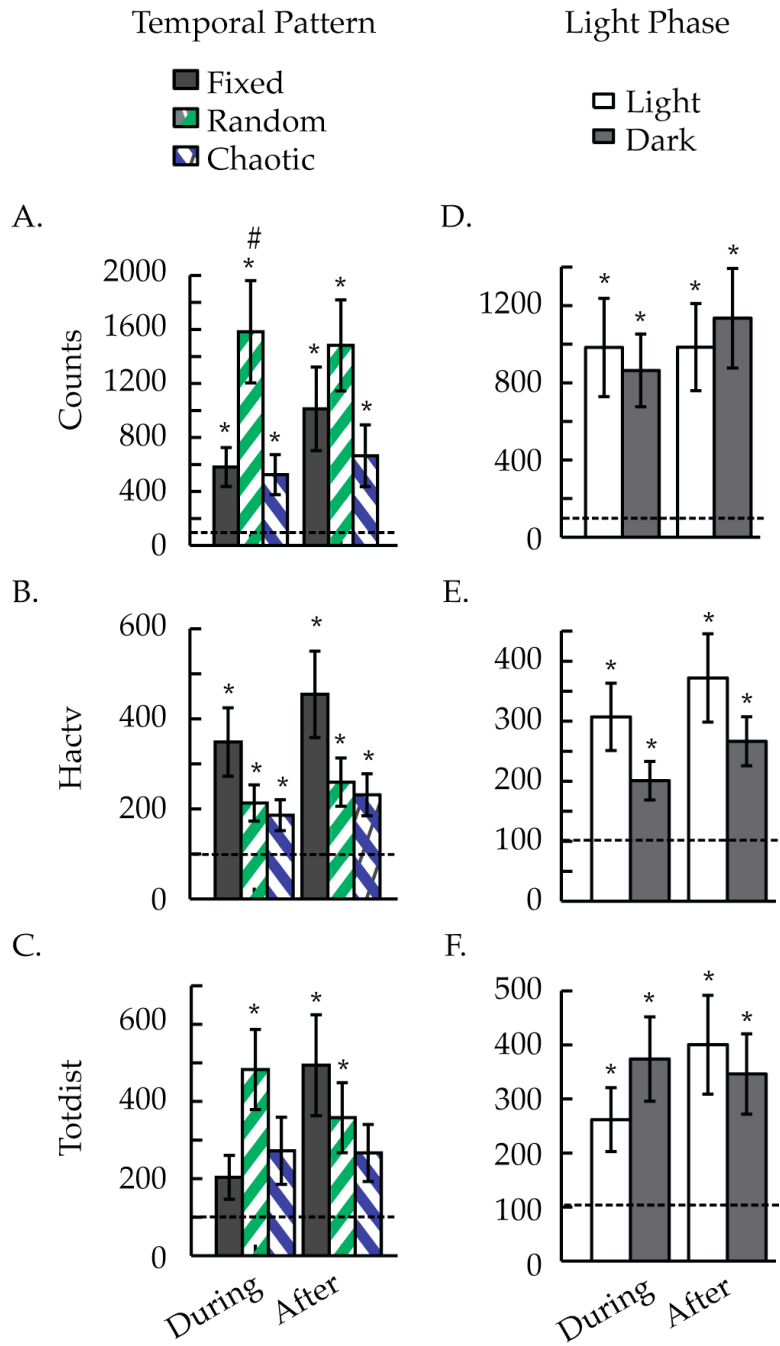 Temporal Pattern
Light Phase
Fixed
Random
Chaotic
Light
Dark
A.
#
* * * * * *
Counts
2000
1600
1200
800
400
0
D.
* * * *
1200
800
400
0
B.
* * * * * *
Hactv
600
400
200
0
E.
* * * *
400
300
200
100
0
C.
* * *
Totdist
600
400
200
0
During
After
F.
* * * *
500
400
300
200
100
0
During
After